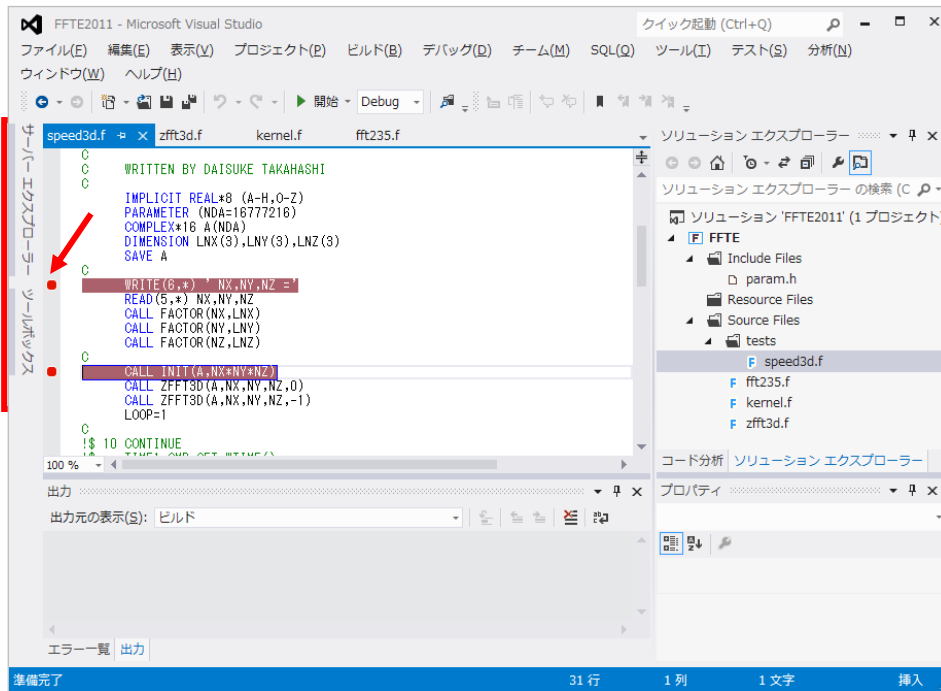 FFTE2011 - Microsoft Visual Studio
クイック起動 (Ctrl+Q)
ファイル(F) 編集(E) 表示(V) プロジェクト(P) ビルド(B) デバッグ(D) チーム(M) SQL(Q) ツール(T) テスト(S) 分析(N)
ウィンドウ(W) ヘルプ(H)
開始 Debug
サーバー エクスプローラー
ツールボックス
speed3d.f zfft3d.f kernel.f fft235.f
C
C WRITTEN BY DAISUKE TAKAHASHI
C
IMPLICIT REAL*8 (A-H,O-Z)
PARAMETER (NDA=16777216)
COMPLEX*16 A(NDA)
DIMENSION LNX(3),LNY(3),LNZ(3)
SAVE A
C
WRITE(6,*) ' NX,NY,NZ ='
READ(5,*) NX,NY,NZ
CALL FACTOR(NX,LNX)
CALL FACTOR(NY,LNY)
CALL FACTOR(NZ,LNZ)
C
CALL INIT(A,NX*NY*NZ)
CALL ZFFT3D(A,NX,NY,NZ,0)
CALL ZFFT3D(A,NX,NY,NZ,-1)
LOOP=1
C
!$ 10 CONTINUE
100 %
出力
出力元の表示(S): ビルド
エラー一覧 出力
ソリューション エクスプローラー
ソリューション エクスプローラー の検索 (C
ソリューション 'FFTE2011' (1 プロジェクト)
FFTE
Include Files
param.h
Resource Files
Source Files
tests
speed3d.f
fft235.f
kernel.f
zfft3d.f
コード分析 ソリューション エクスプローラー
プロパティ
準備完了 31 行 1 列 1 文字 挿入